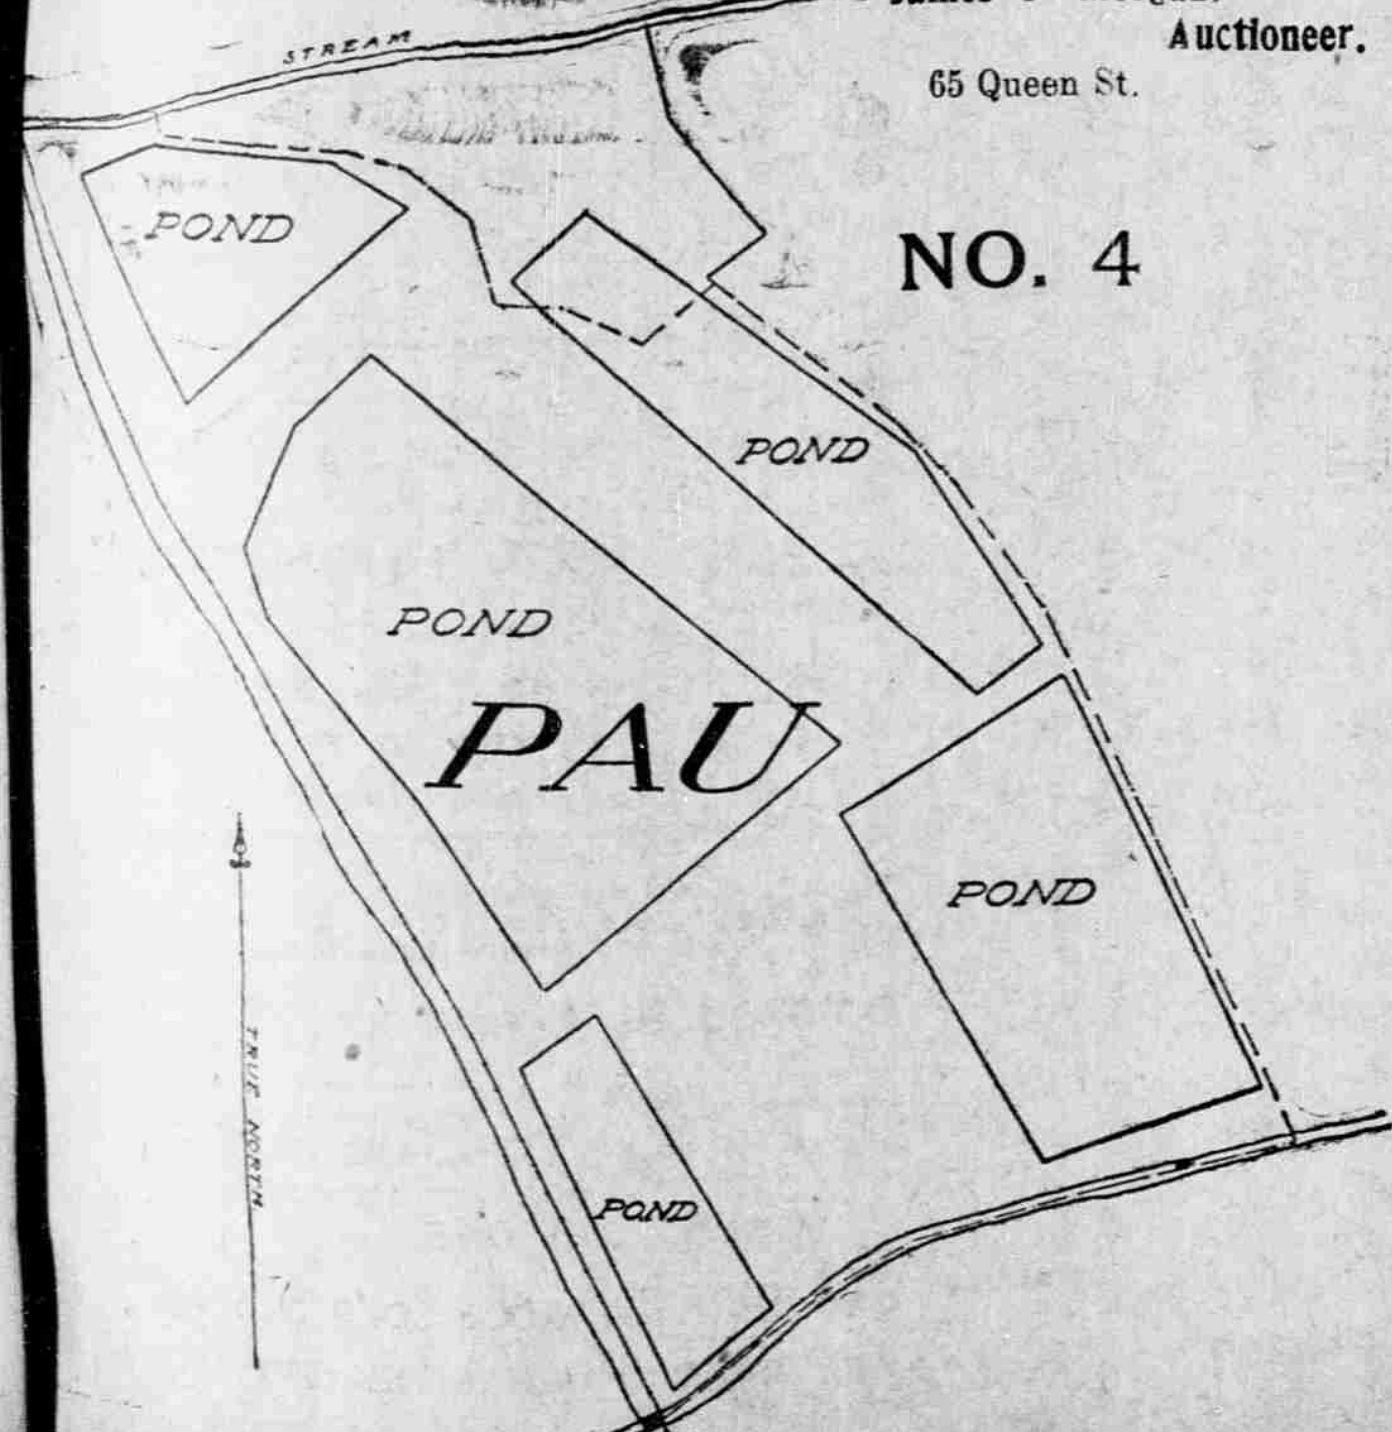 Auctioneer.
STREAM
65 Queen St.
POND
NO. 4
POND
POND
PAU
POND
TRUE NORTH
POND